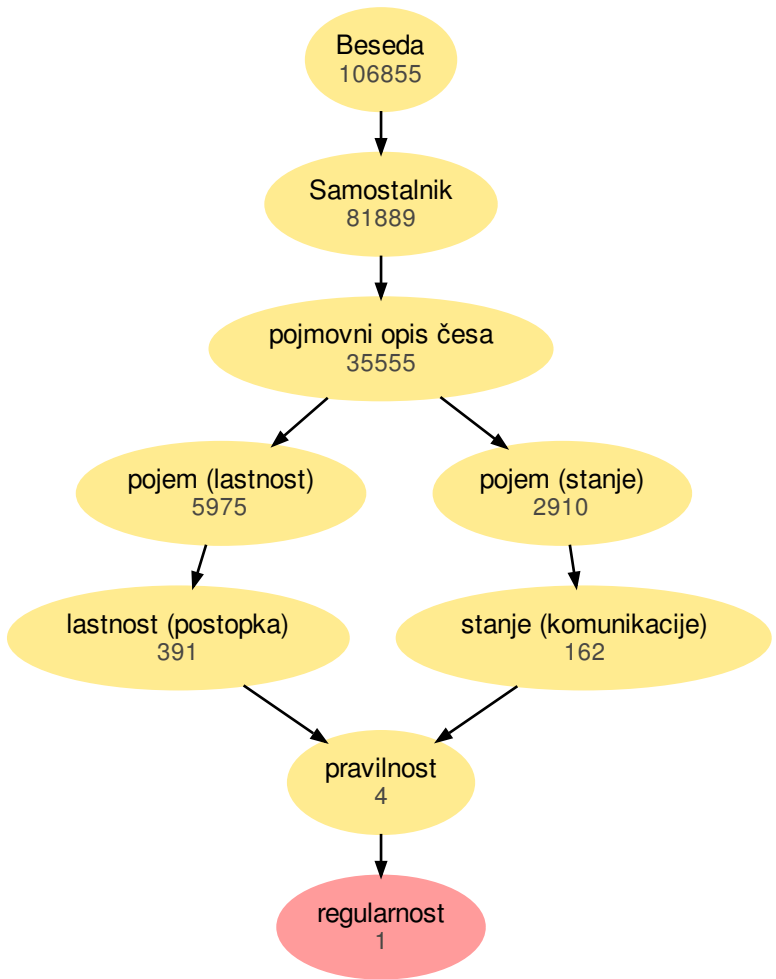 Beseda
106855
Samostalnik
81889
pojmovni opis česa
35555
pojem (lastnost)
5975
pojem (stanje)
2910
lastnost (postopka)
391
stanje (komunikacije)
162
pravilnost
4
regularnost
1